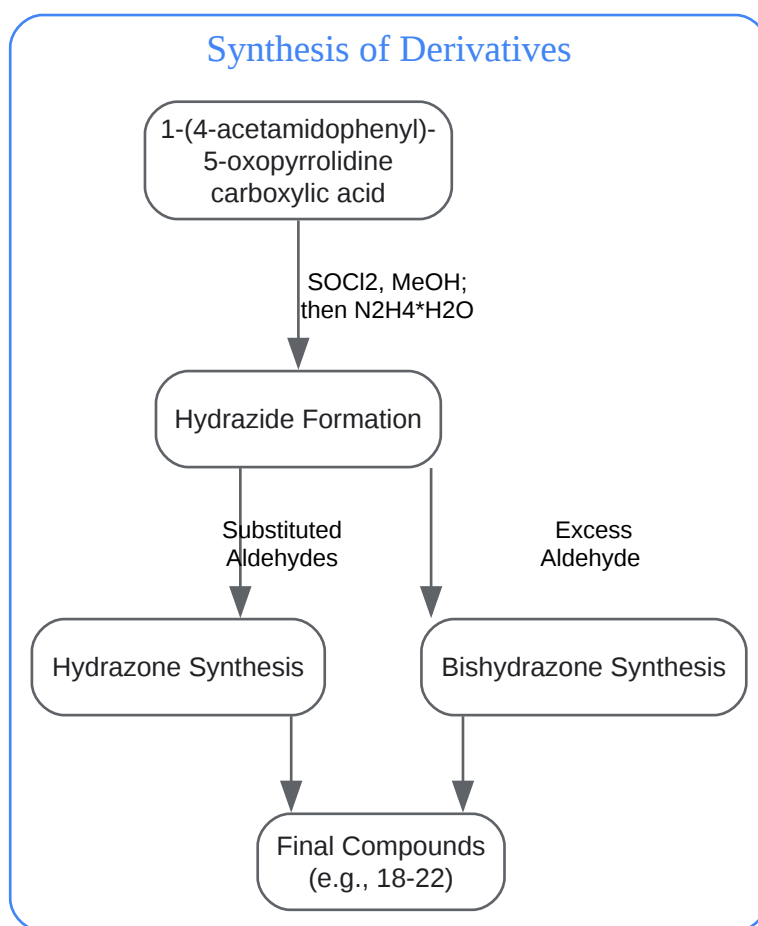 Synthesis of Derivatives
1-(4-acetamidophenyl)-
5-oxopyrrolidine
carboxylic acid
SOCl2, MeOH;
then N2H4*H2O
Hydrazide Formation
Substituted
Aldehydes
Excess
Aldehyde
Hydrazone Synthesis
Bishydrazone Synthesis
Final Compounds
(e.g., 18-22)